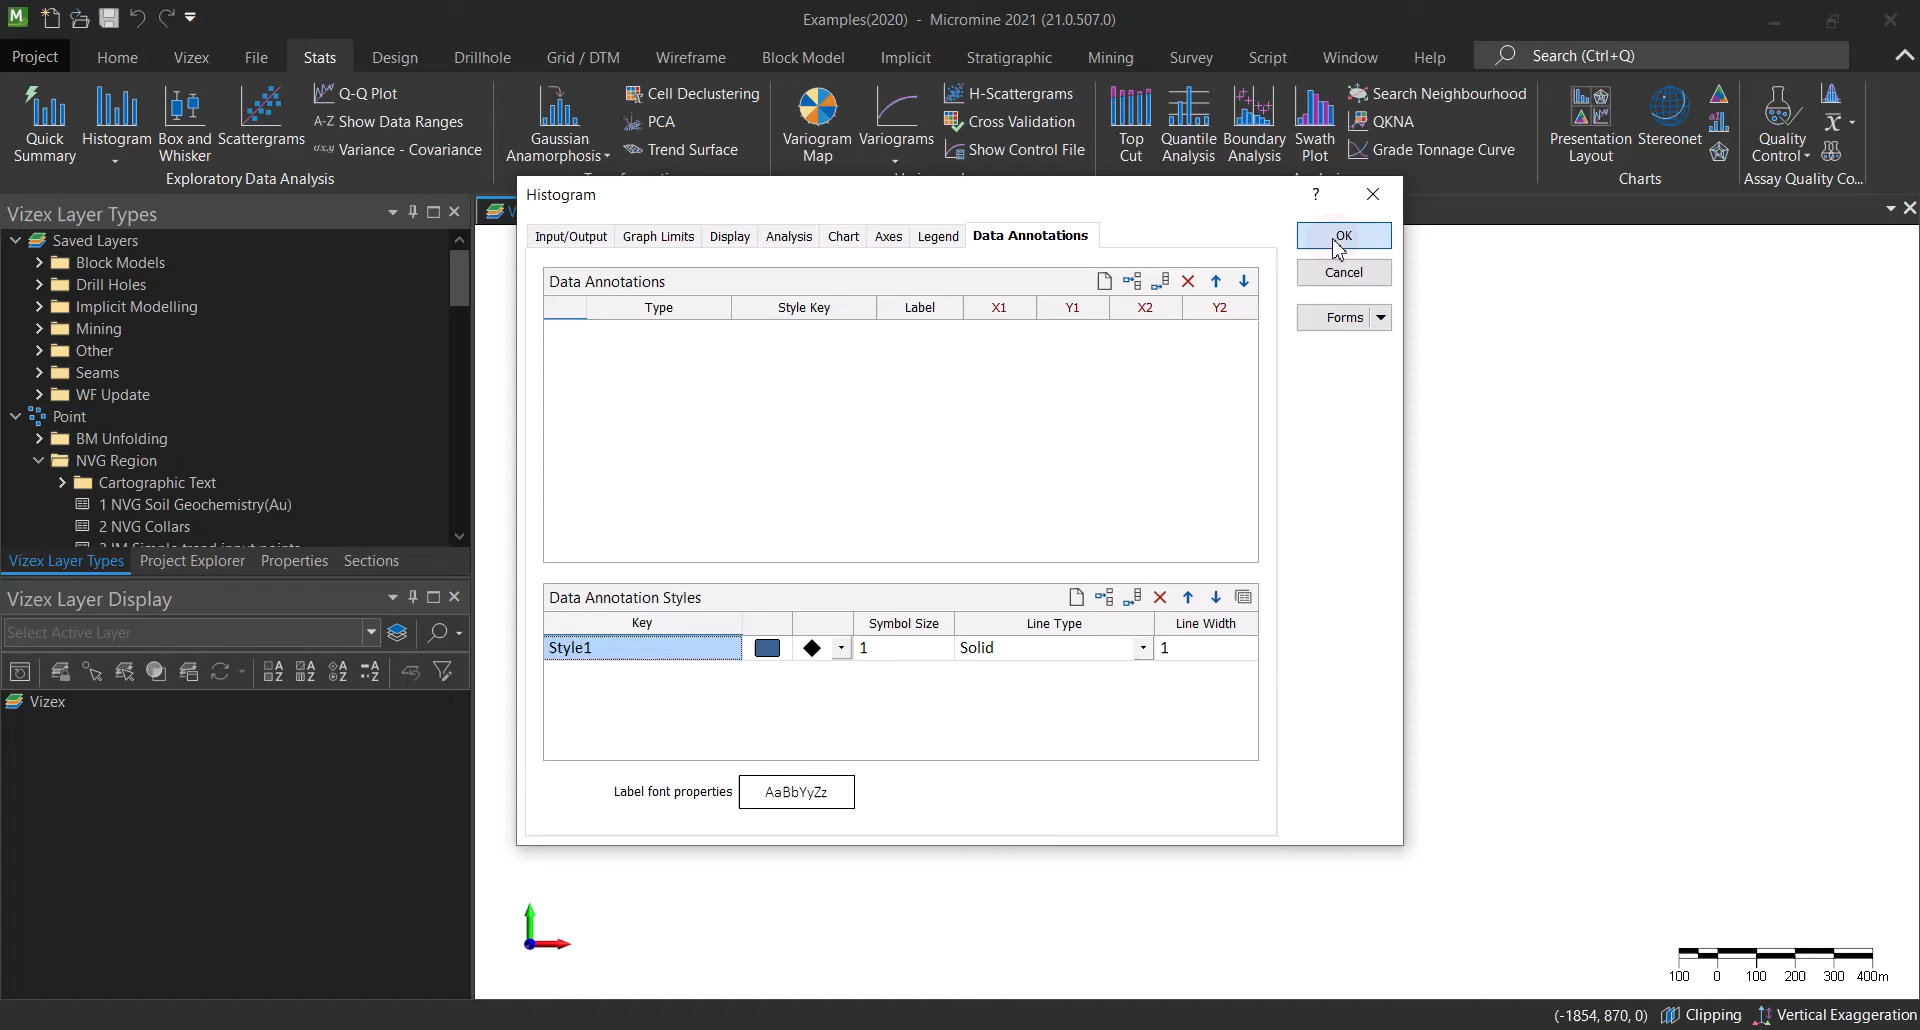 Examples(2020) - Micromine 2021 (21.0.507.0)
Project Home Vizex File Stats Design Drillhole Grid / DTM Wireframe Block Model Implicit Stratigraphic Mining Survey Script Window Help Search (Ctrl+Q)
Quick Summary
Histogram
Box and Whisker
Scattergrams
Q-Q Plot
A-Z Show Data Ranges
σx,y Variance - Covariance
Exploratory Data Analysis
Gaussian Anamorphosis
Cell Declustering
PCA
Trend Surface
Variogram Map
Variograms
H-Scattergrams
Cross Validation
Show Control File
Top Cut
Quantile Analysis
Boundary Analysis
Swath Plot
Search Neighbourhood
QKNA
Grade Tonnage Curve
Presentation Layout
Stereonet
Charts
Quality Control
Assay Quality Co...
Vizex Layer Types
Saved Layers
Block Models
Drill Holes
Implicit Modelling
Mining
Other
Seams
WF Update
Point
BM Unfolding
NVG Region
Cartographic Text
1 NVG Soil Geochemistry(Au)
2 NVG Collars
Vizex Layer Types Project Explorer Properties Sections
Vizex Layer Display
Select Active Layer
Vizex
Histogram ?
Input/Output Graph Limits Display Analysis Chart Axes Legend Data Annotations
OK
Cancel
Forms
Data Annotations
Type Style Key Label X1 Y1 X2 Y2
Data Annotation Styles
Key Symbol Size Line Type Line Width
Style1 1 Solid 1
Label font properties AaBbYyZz
100 0 100 200 300 400m
(-1854, 870, 0) Clipping Vertical Exaggeration